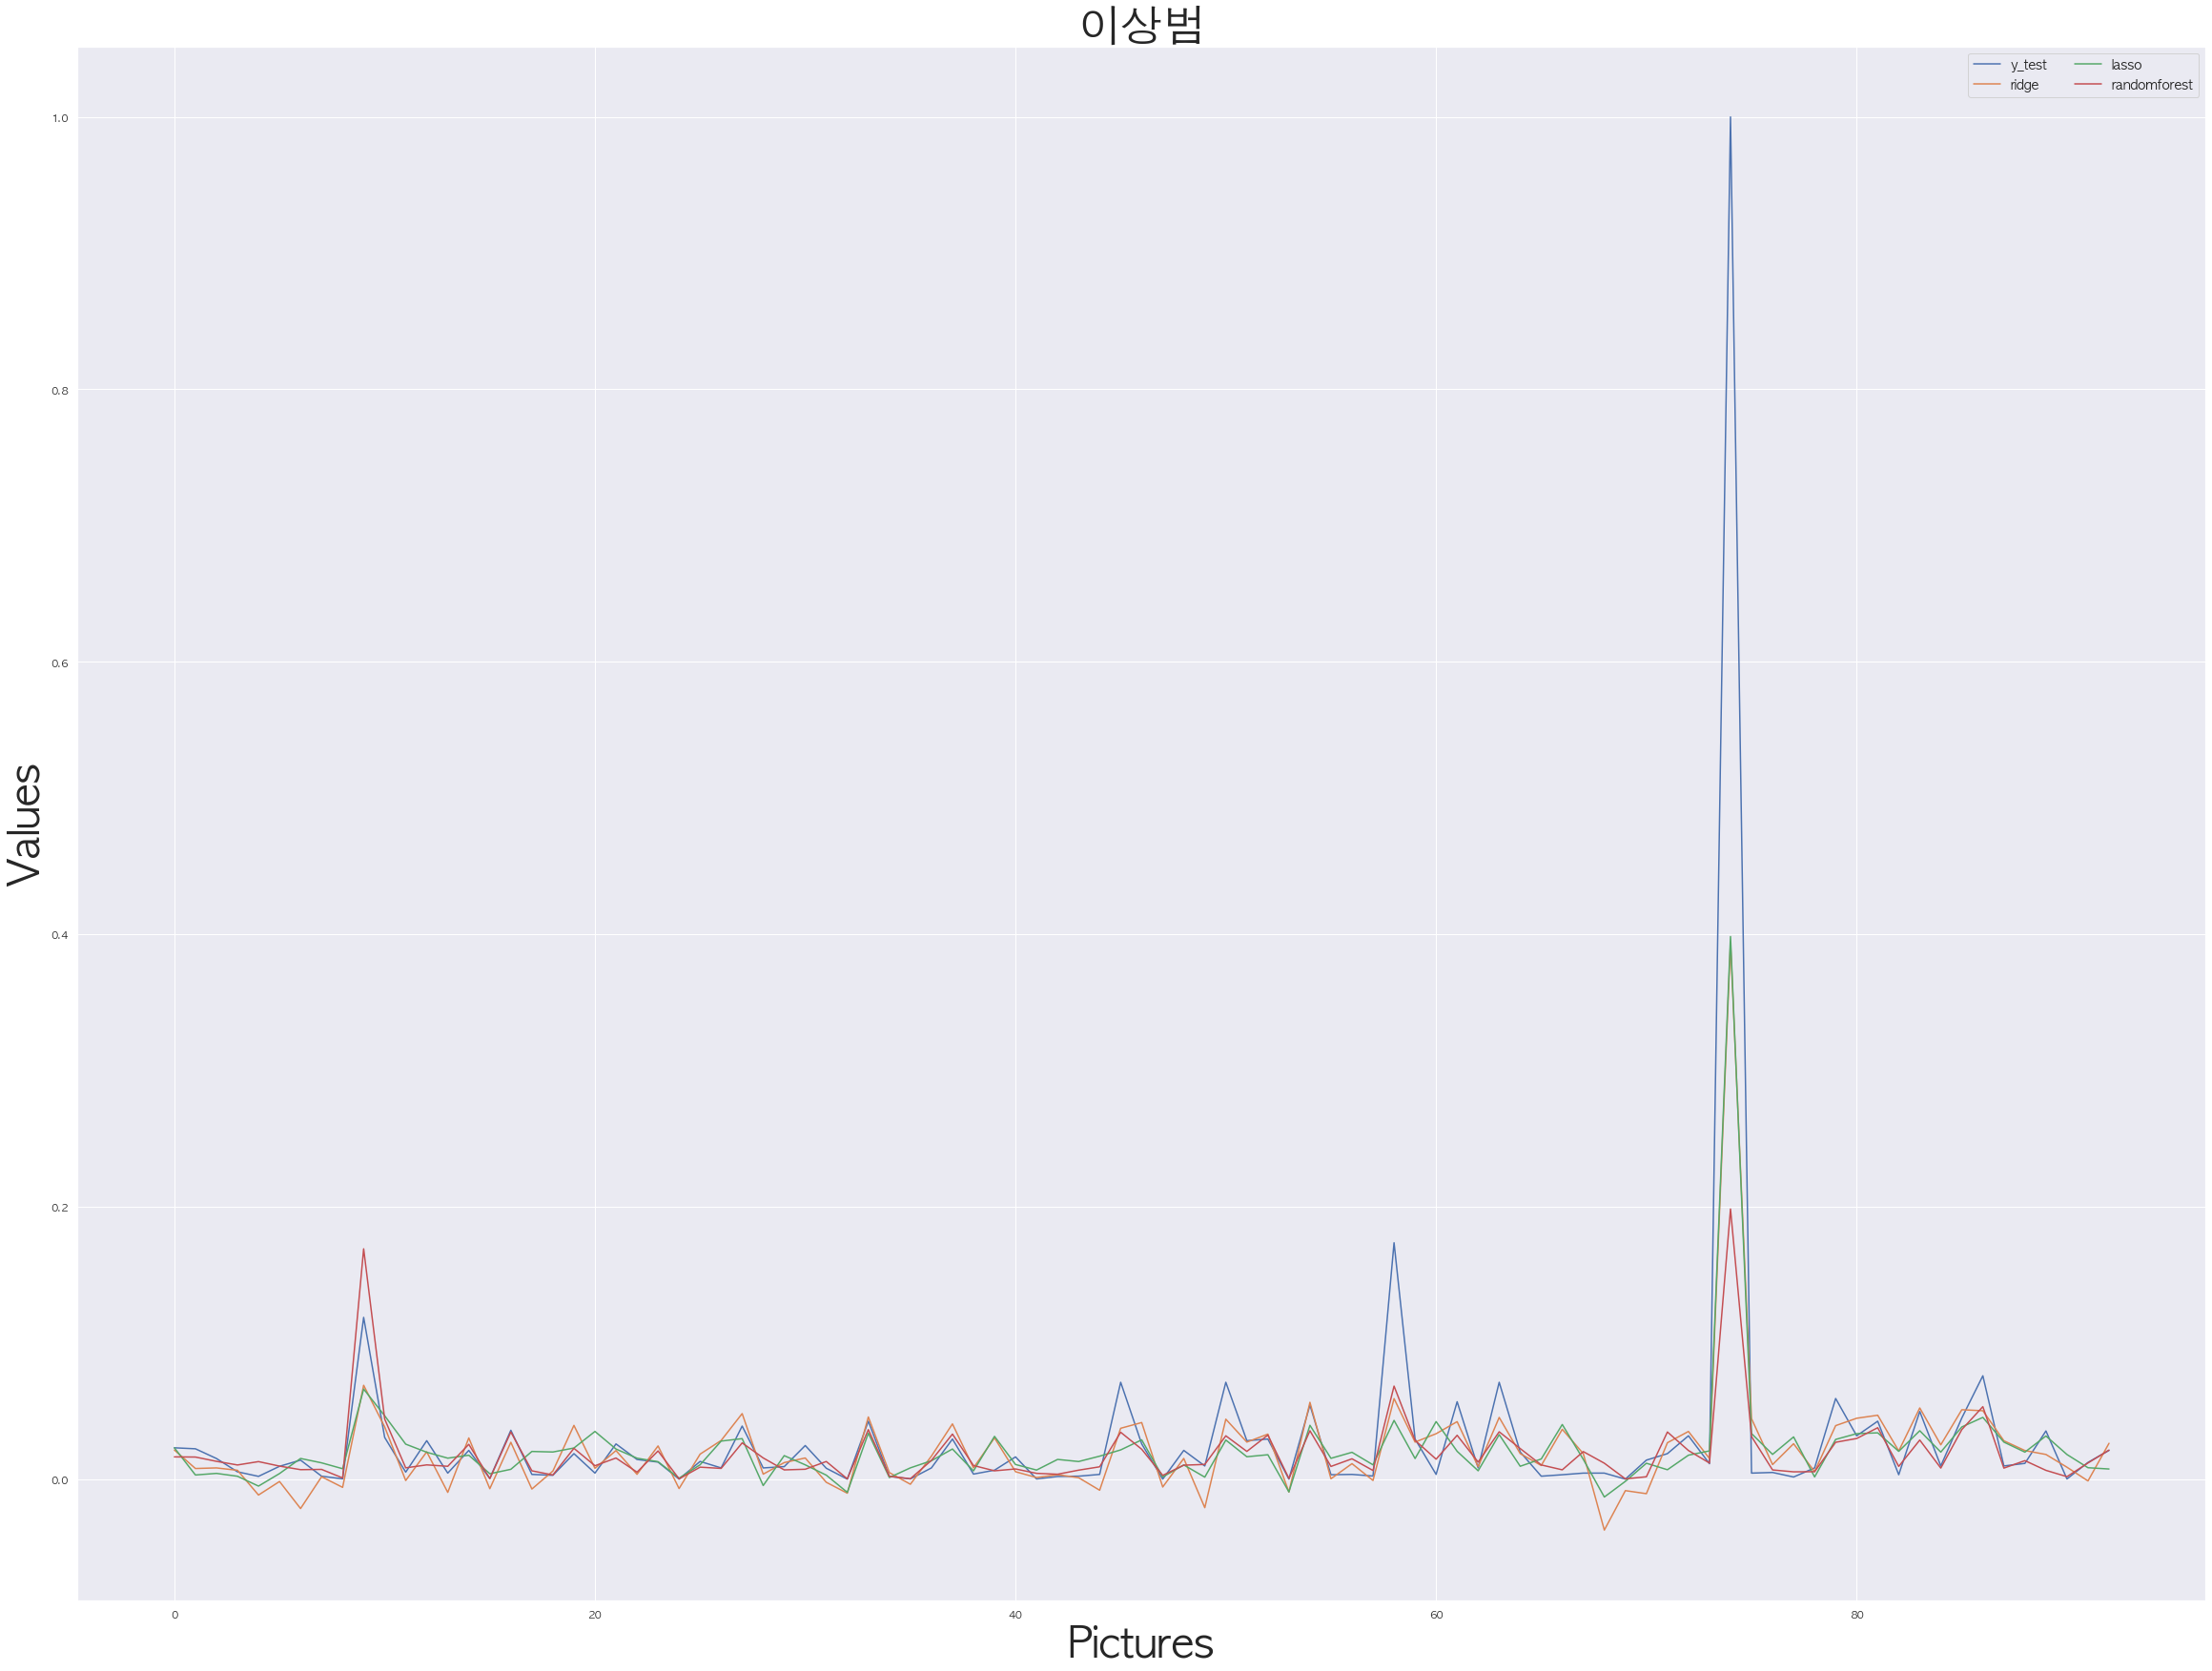 이상범
y_test lasso
ridge randomforest
1.0
0.8
0.6
0.4
0.2
0.0
Values
0 20 40 60 80
Pictures